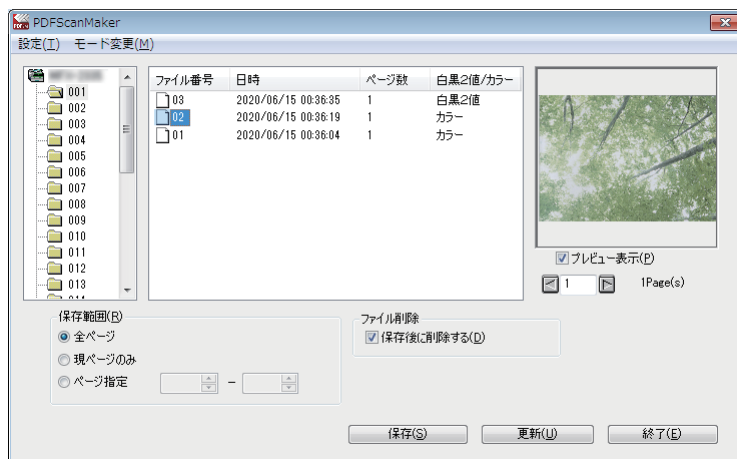 PDFScanMaker
設定(T) モード変更(M)
001
002
003
004
005
006
007
008
009
010
011
012
013
ファイル番号 日時 ページ数 白黒2値/カラー
03 2020/06/15 00:36:35 1 白黒2値
02 2020/06/15 00:36:19 1 カラー
01 2020/06/15 00:36:04 1 カラー
プレビュー表示(P)
1 1Page(s)
保存範囲(R)
全ページ
現ページのみ
ページ指定 -
ファイル削除
保存後に削除する(D)
保存(S) 更新(U) 終了(E)